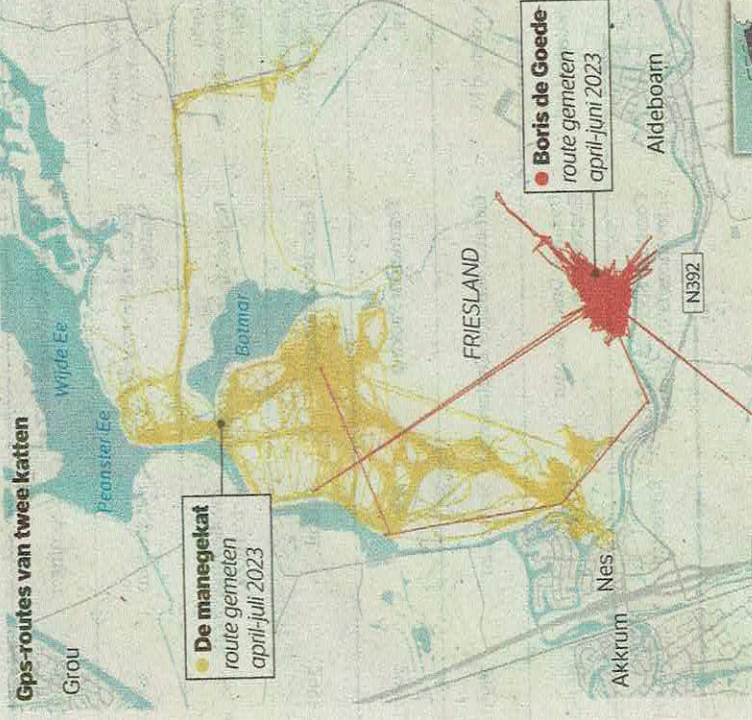 Gps-routes van twee katten
Grou
Wijde Ee
Peanster Ee
Botmar
De manegekat
route gemeten
april-juli 2023
FRIESLAND
Boris de Goede
route gemeten
april-juni 2023
Aldeboarn
N392
Nes
Akkrum